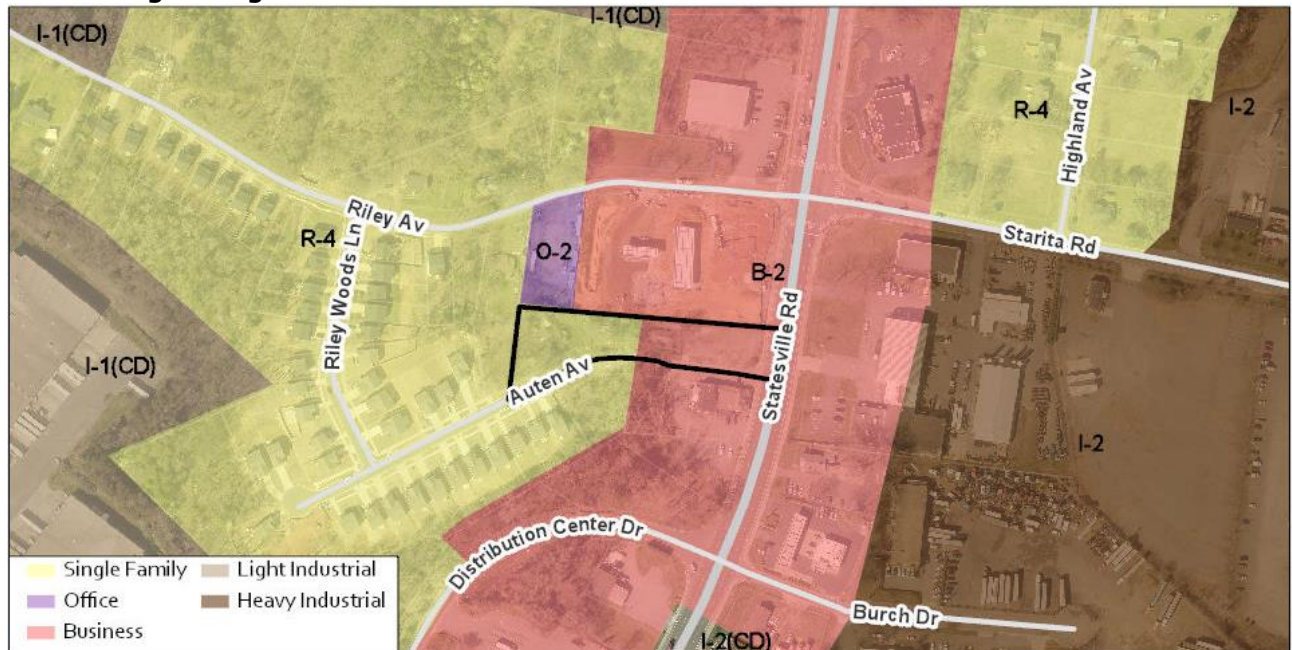 I-1(CD)
I-1(CD)
R-4
Highland Av
I-2
Riley Av
R-4
Riley Woods Ln
O-2
B-2
Starita Rd
Statesville Rd
I-1(CD)
Auten Av
I-2
Distribution Center Dr
Burch Dr
I-2(CD)
Single Family
Light Industrial
Office
Heavy Industrial
Business